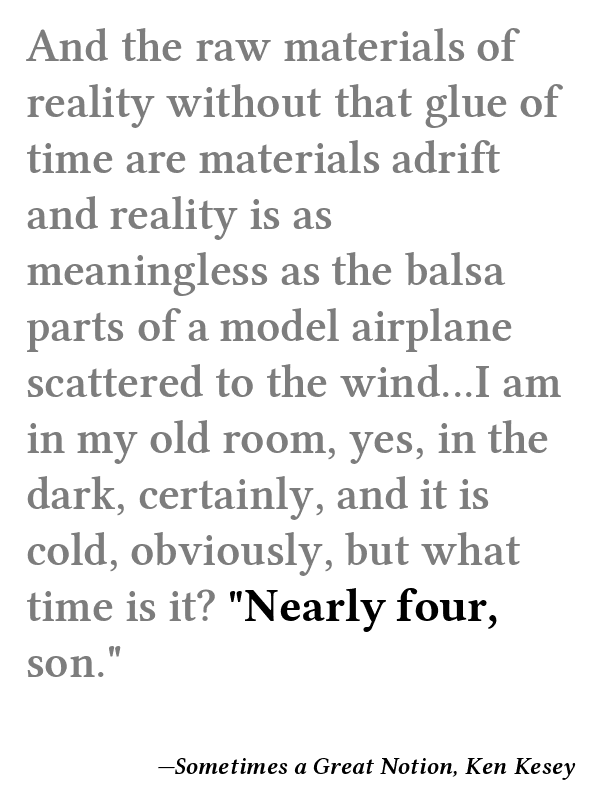 And the raw materials of
reality without that glue of
time are materials adrift
and reality is as
meaningless as the balsa
parts of a model airplane
scattered to the wind...I am
in my old room, yes, in the
dark, certainly, and it is
cold, obviously, but what
time is it? "Nearly four,
son."
—Sometimes a Great Notion, Ken Kesey